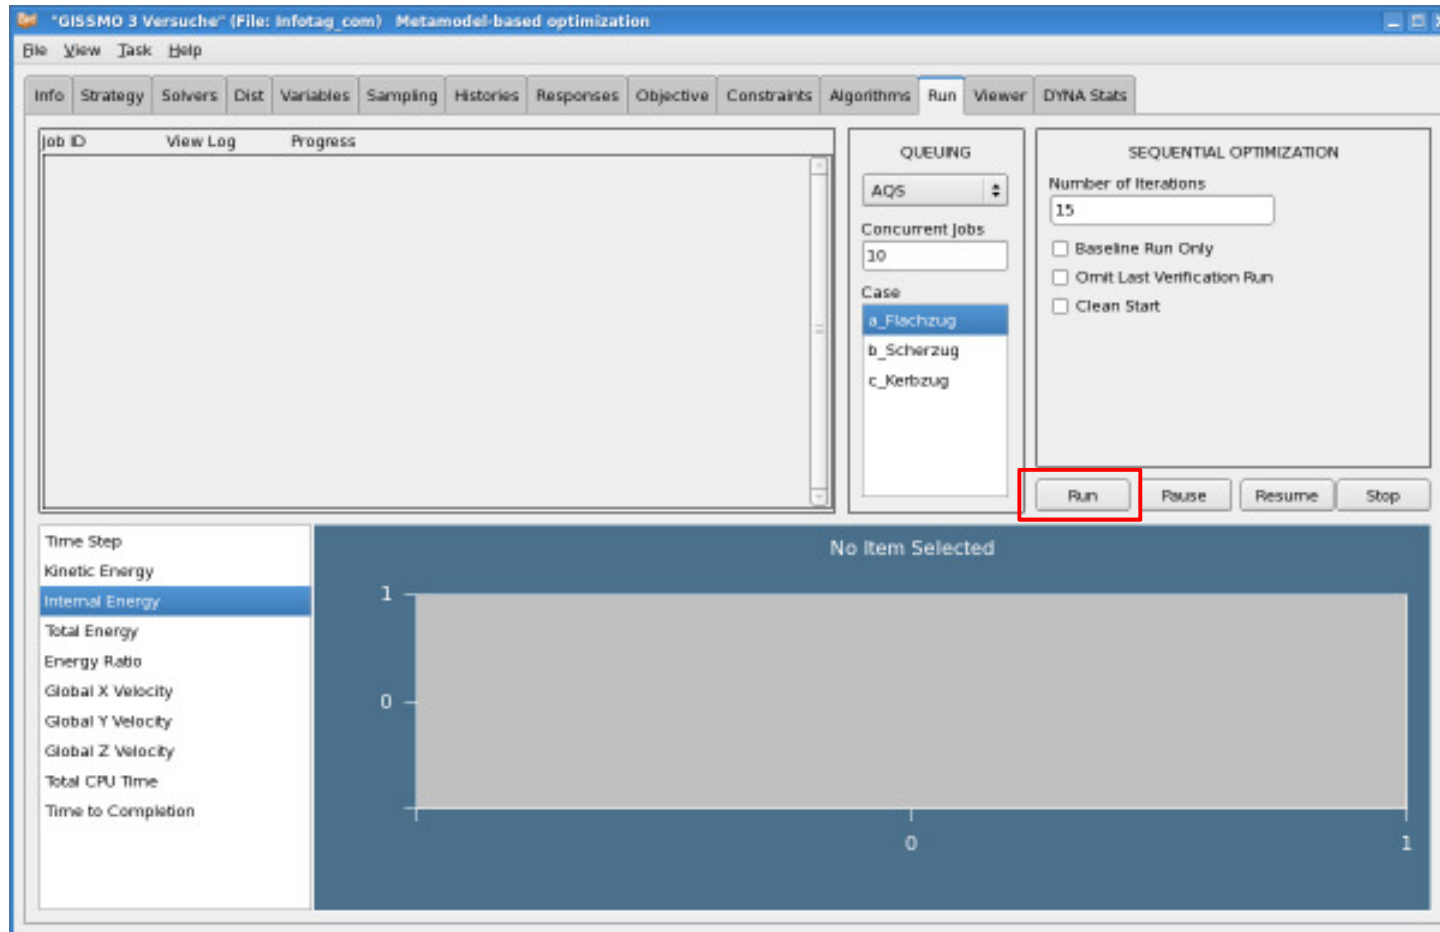 "GISSMO 3 Versuche" (File: Infotag_com) Metamodel-based optimization
File View Task Help
Info Strategy Solvers Dist Variables Sampling Histories Responses Objective Constraints Algorithms Run Viewer DYNA Stats
Job ID View Log Progress
QUEUING
AQS
Concurrent Jobs
10
Case
a_Flachzug
b_Scherzug
c_Kerbzug
SEQUENTIAL OPTIMIZATION
Number of Iterations
15
Baseline Run Only
Omit Last Verification Run
Clean Start
Run Pause Resume Stop
Time Step
Kinetic Energy
Internal Energy
Total Energy
Energy Ratio
Global X Velocity
Global Y Velocity
Global Z Velocity
Total CPU Time
Time to Completion
No Item Selected
1
0
0 1